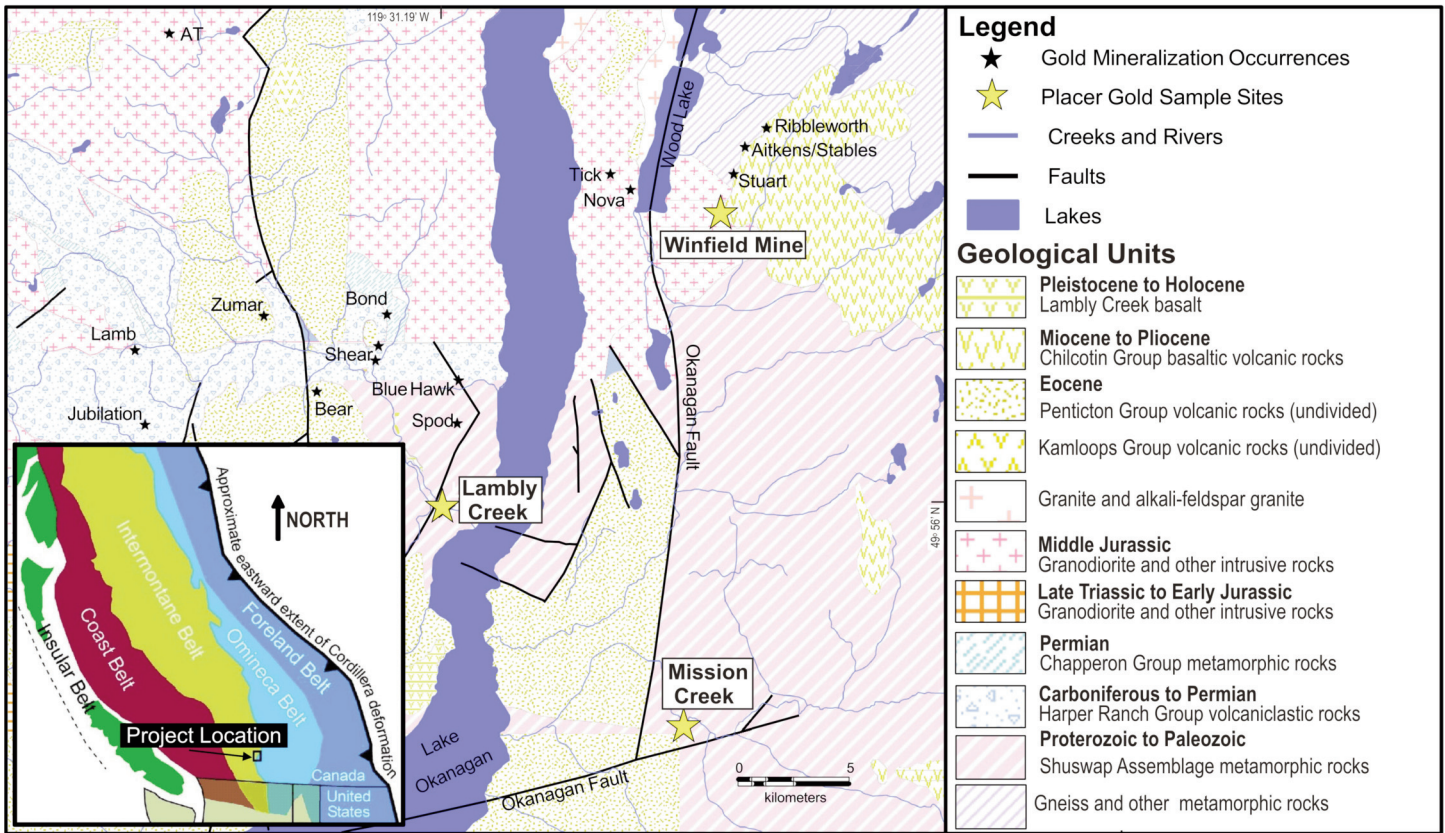 119º 31.19' W
AT
Wood Lake
Ribbleworth
Aitkens/Stables
Stuart
Tick
Nova
Winfield Mine
Zumar
Bond
Lamb
Shear
Blue Hawk
Bear
Spod
Jubilation
Okanagan Fault
Lambly
Creek
49º 56' N
Mission
Creek
Lake
Okanagan
Okanagan Fault
0 5
kilometers
Approximate eastward extent of Cordillera deformation
NORTH
Intermontane Belt
Foreland Belt
Omineca Belt
Coast Belt
Insular Belt
Project Location
Canada
United
States
Legend
Gold Mineralization Occurrences
Placer Gold Sample Sites
Creeks and Rivers
Faults
Lakes
Geological Units
Pleistocene to Holocene
Lambly Creek basalt
Miocene to Pliocene
Chilcotin Group basaltic volcanic rocks
Eocene
Penticton Group volcanic rocks (undivided)
Kamloops Group volcanic rocks (undivided)
Granite and alkali-feldspar granite
Middle Jurassic
Granodiorite and other intrusive rocks
Late Triassic to Early Jurassic
Granodiorite and other intrusive rocks
Permian
Chapperon Group metamorphic rocks
Carboniferous to Permian
Harper Ranch Group volcaniclastic rocks
Proterozoic to Paleozoic
Shuswap Assemblage metamorphic rocks
Gneiss and other metamorphic rocks